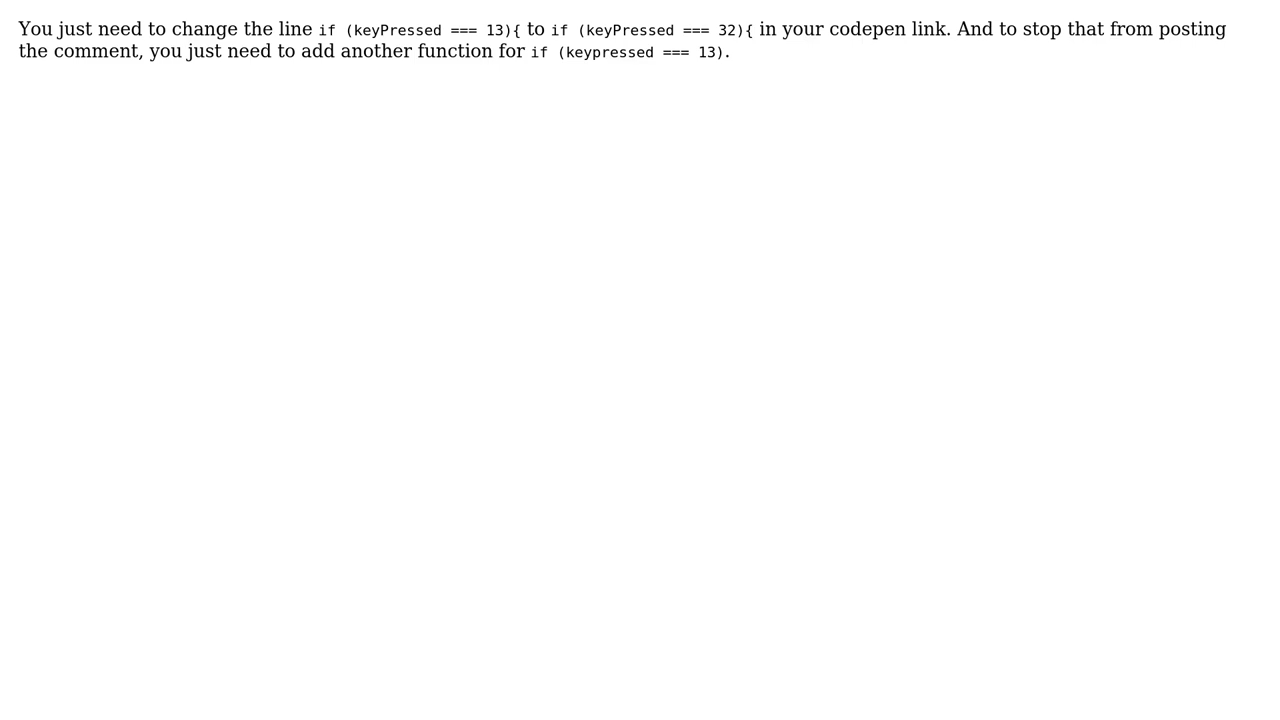 You just need to change the line if (keyPressed === 13){ to if (keyPressed === 32){ in your codepen link. And to stop that from posting
the comment, you just need to add another function for if (keypressed === 13).